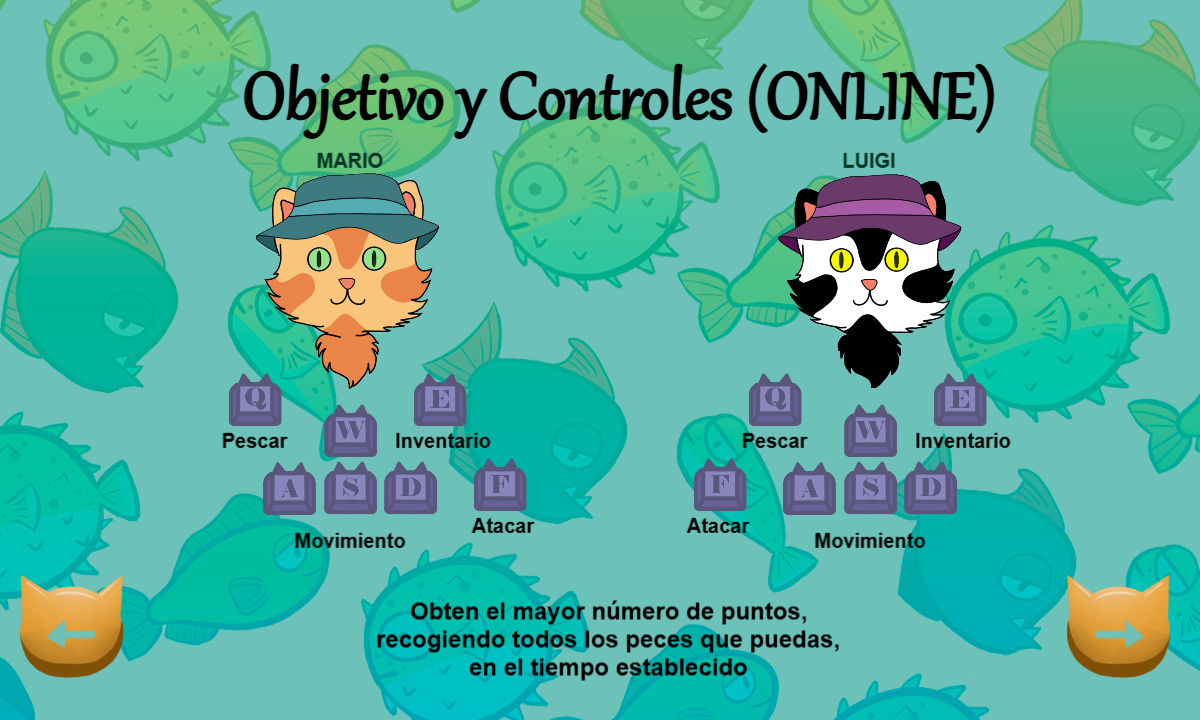 Objetivo y Controles (ONLINE)
MARIO
LUIGI
Q
E
Pescar
W
Inventario
A
S
D
F
Movimiento
Atacar
Q
E
Pescar
W
Inventario
F
A
S
D
Atacar
Movimiento
Obten el mayor número de puntos,
recogiendo todos los peces que puedas,
en el tiempo establecido